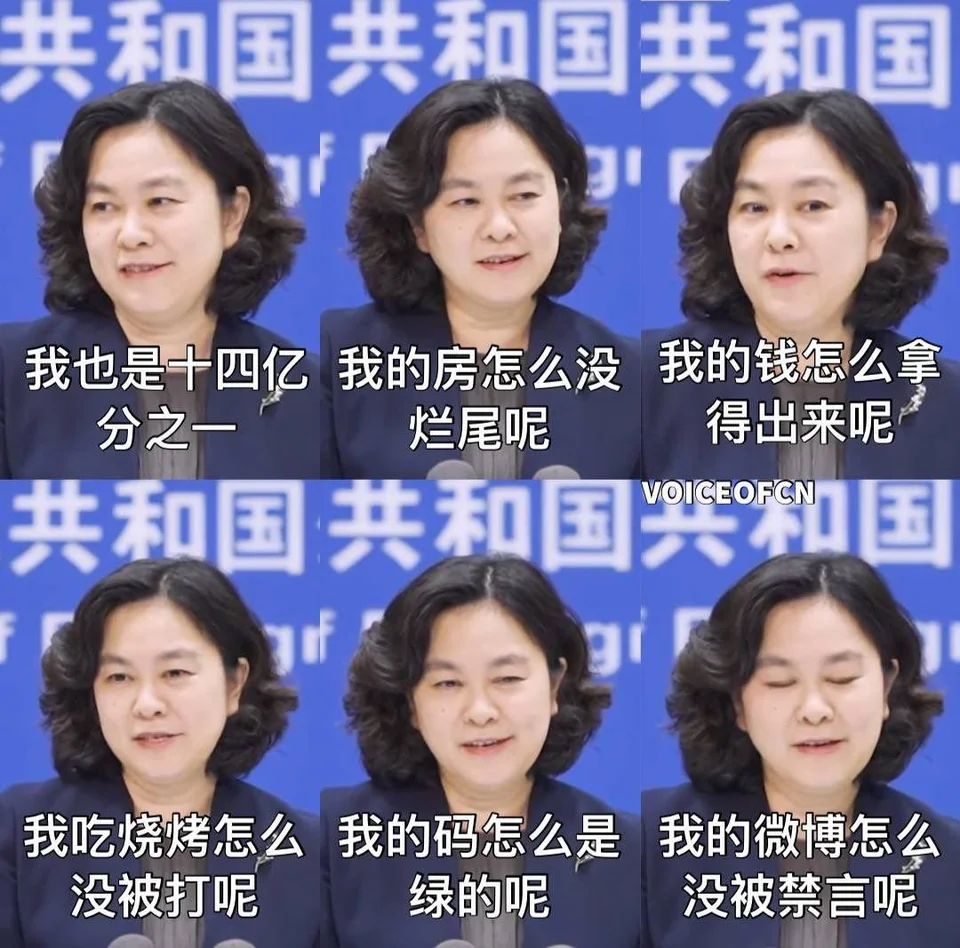 共和国
共和国
共和国
我也是十四亿
分之一
我的房怎么没
烂尾呢
我的钱怎么拿
得出来呢
VOICEOFCN
共和国
共和国
共和国
我吃烧烤怎么
没被打呢
我的码怎么是
绿的呢
我的微博怎么
没被禁言呢